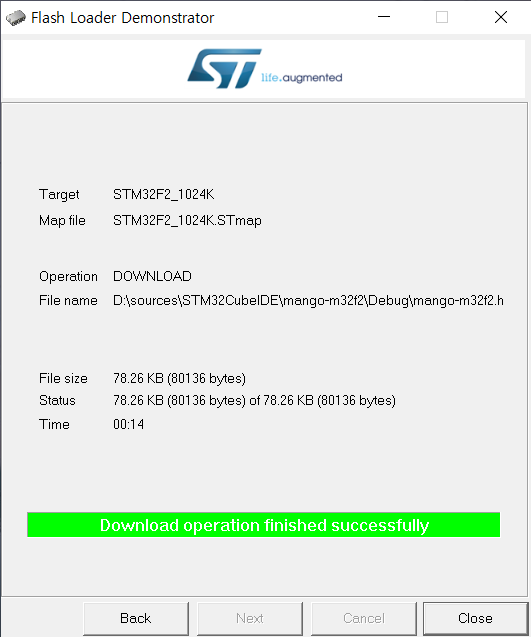 Flash Loader Demonstrator
ST life.augmented
Target STM32F2_1024K
Map file STM32F2_1024K.STmap
Operation DOWNLOAD
File name D:\sources\STM32CubeIDE\mango-m32f2\Debug\mango-m32f2.h
File size 78.26 KB (80136 bytes)
Status 78.26 KB (80136 bytes) of 78.26 KB (80136 bytes)
Time 00:14
Download operation finished successfully
Back Next Cancel Close